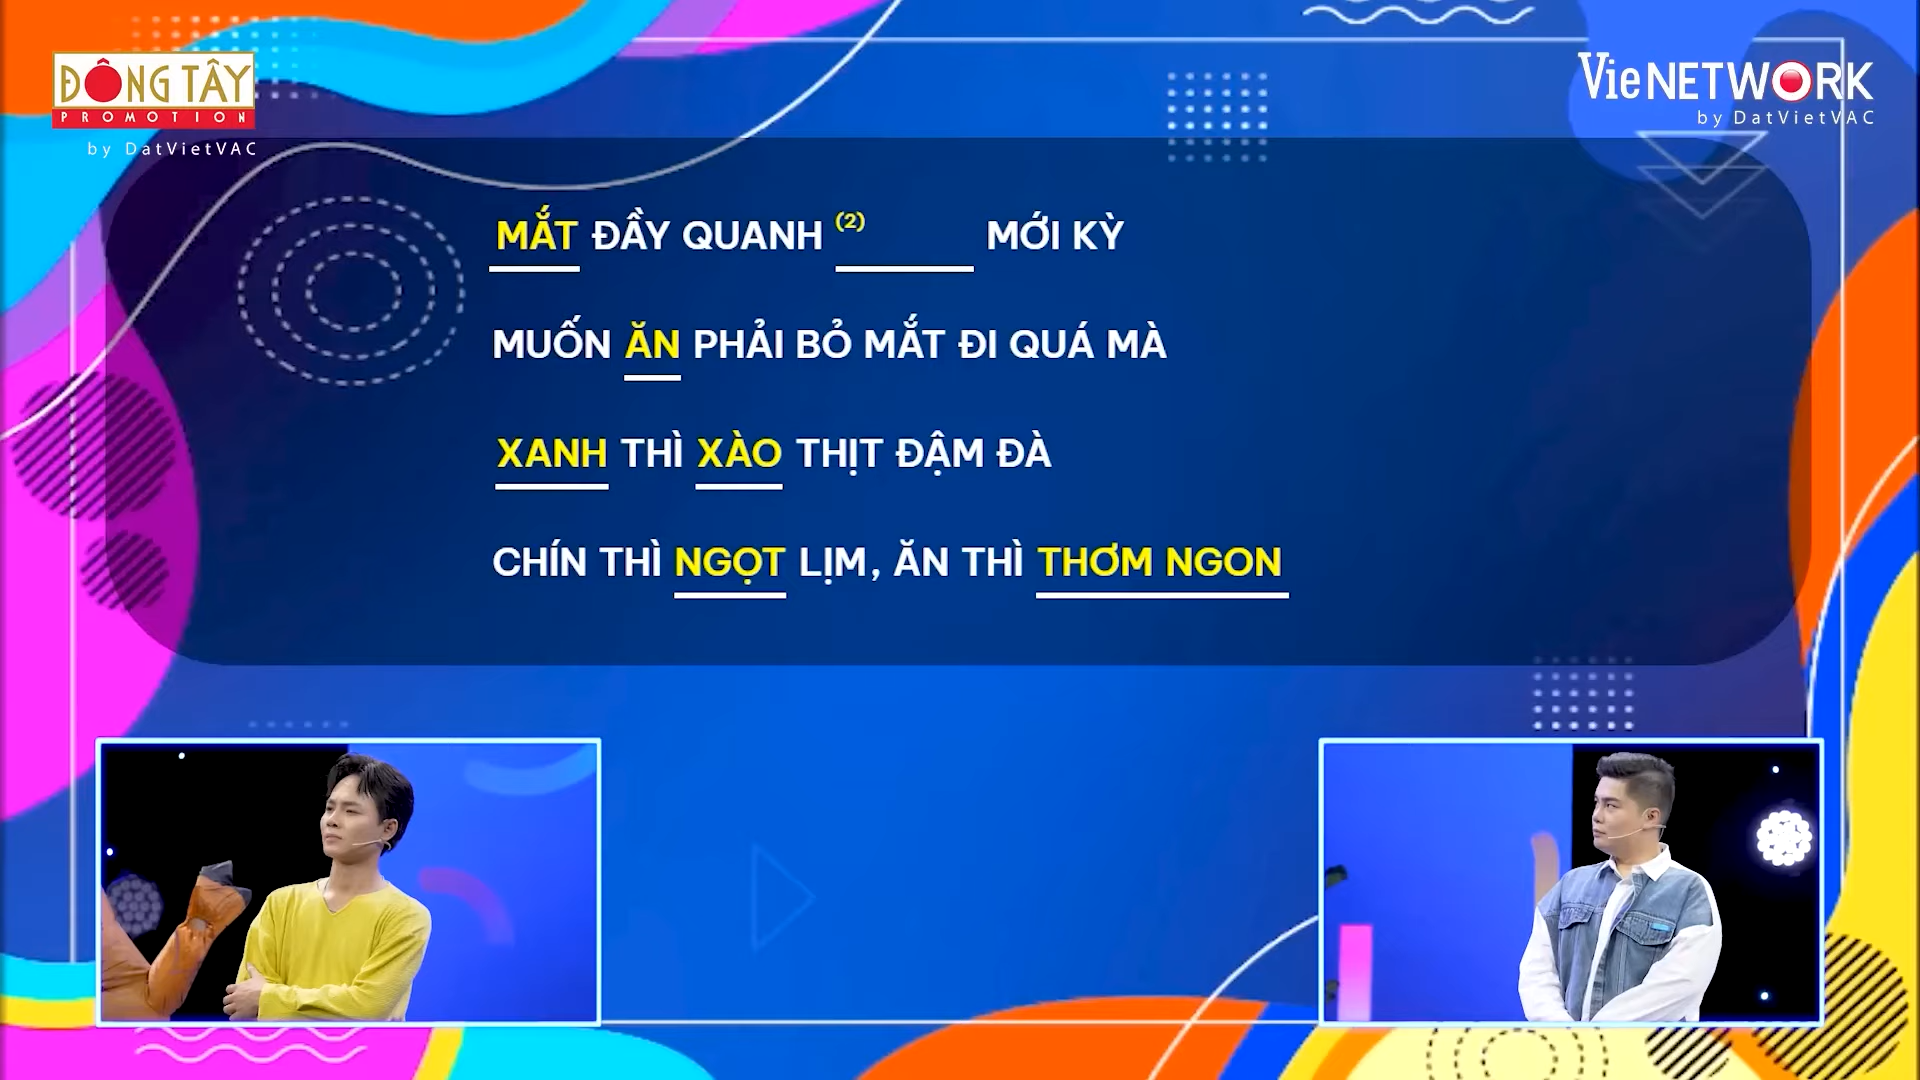 ĐÔNG TÂY
PROMOTION
by DatVietVAC
VieNETWORK
by DatVietVAC
MẮT ĐẦY QUANH (2) MỚI KỲ
MUỐN ĂN PHẢI BỎ MẮT ĐI QUÁ MÀ
XANH THÌ XÀO THỊT ĐẬM ĐÀ
CHÍN THÌ NGỌT LỊM, ĂN THÌ THƠM NGON